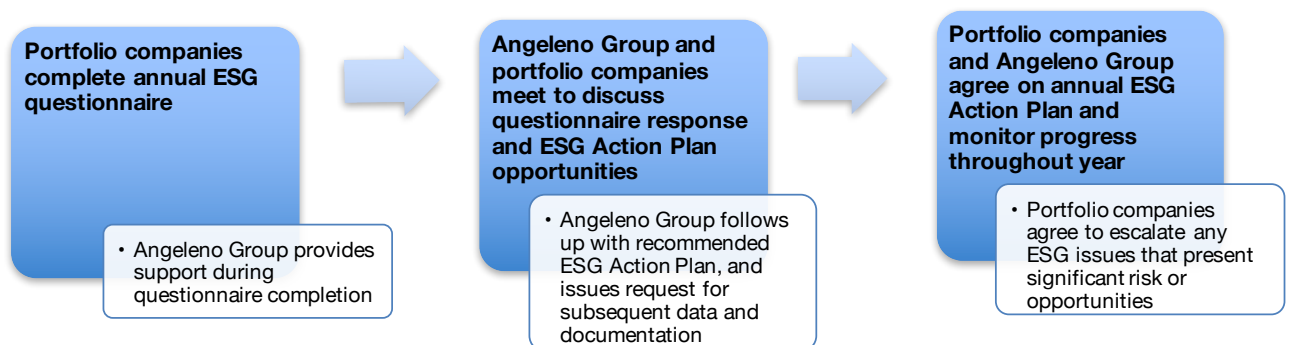 Portfolio companies
complete annual ESG
questionnaire
• Angeleno Group provides
support during
questionnaire completion
Angeleno Group and
portfolio companies
meet to discuss
questionnaire response
and ESG Action Plan
opportunities
• Angeleno Group follows
up with recommended
ESG Action Plan, and
issues request for
subsequent data and
documentation
Portfolio companies
and Angeleno Group
agree on annual ESG
Action Plan and
monitor progress
throughout year
• Portfolio companies
agree to escalate any
ESG issues that present
significant risk or
opportunities